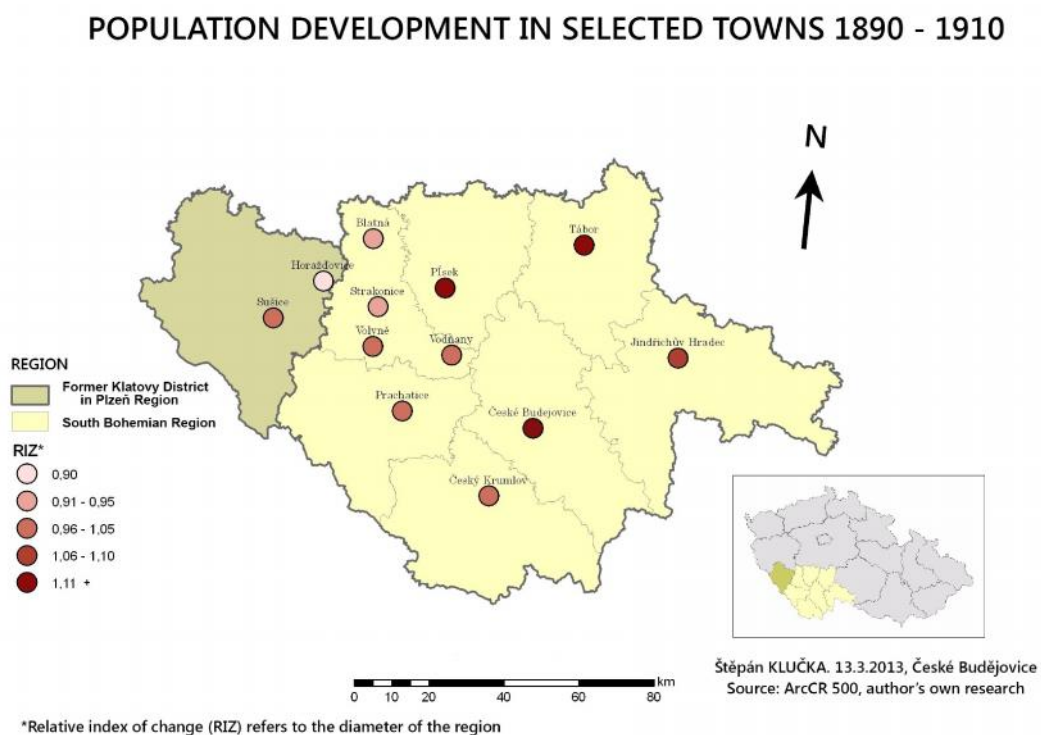 POPULATION DEVELOPMENT IN SELECTED TOWNS 1890 - 1910
N
Blatná
Tábor
Horažďovice
Písek
Strakonice
Sušice
Volyně
Vodňany
Jindřichův Hradec
Prachatice
České Budejovice
Český Krumlov
REGION
Former Klatovy District
in Plzeň Region
South Bohemian Region
RIZ*
0,90
0,91 - 0,95
0,96 - 1,05
1,06 - 1,10
1,11 +
km
0 5 10 20 40 60 80
Štěpán KLUČKA. 13.3.2013, České Budějovice
Source: ArcCR 500, author's own research
*Relative index of change (RIZ) refers to the diameter of the region